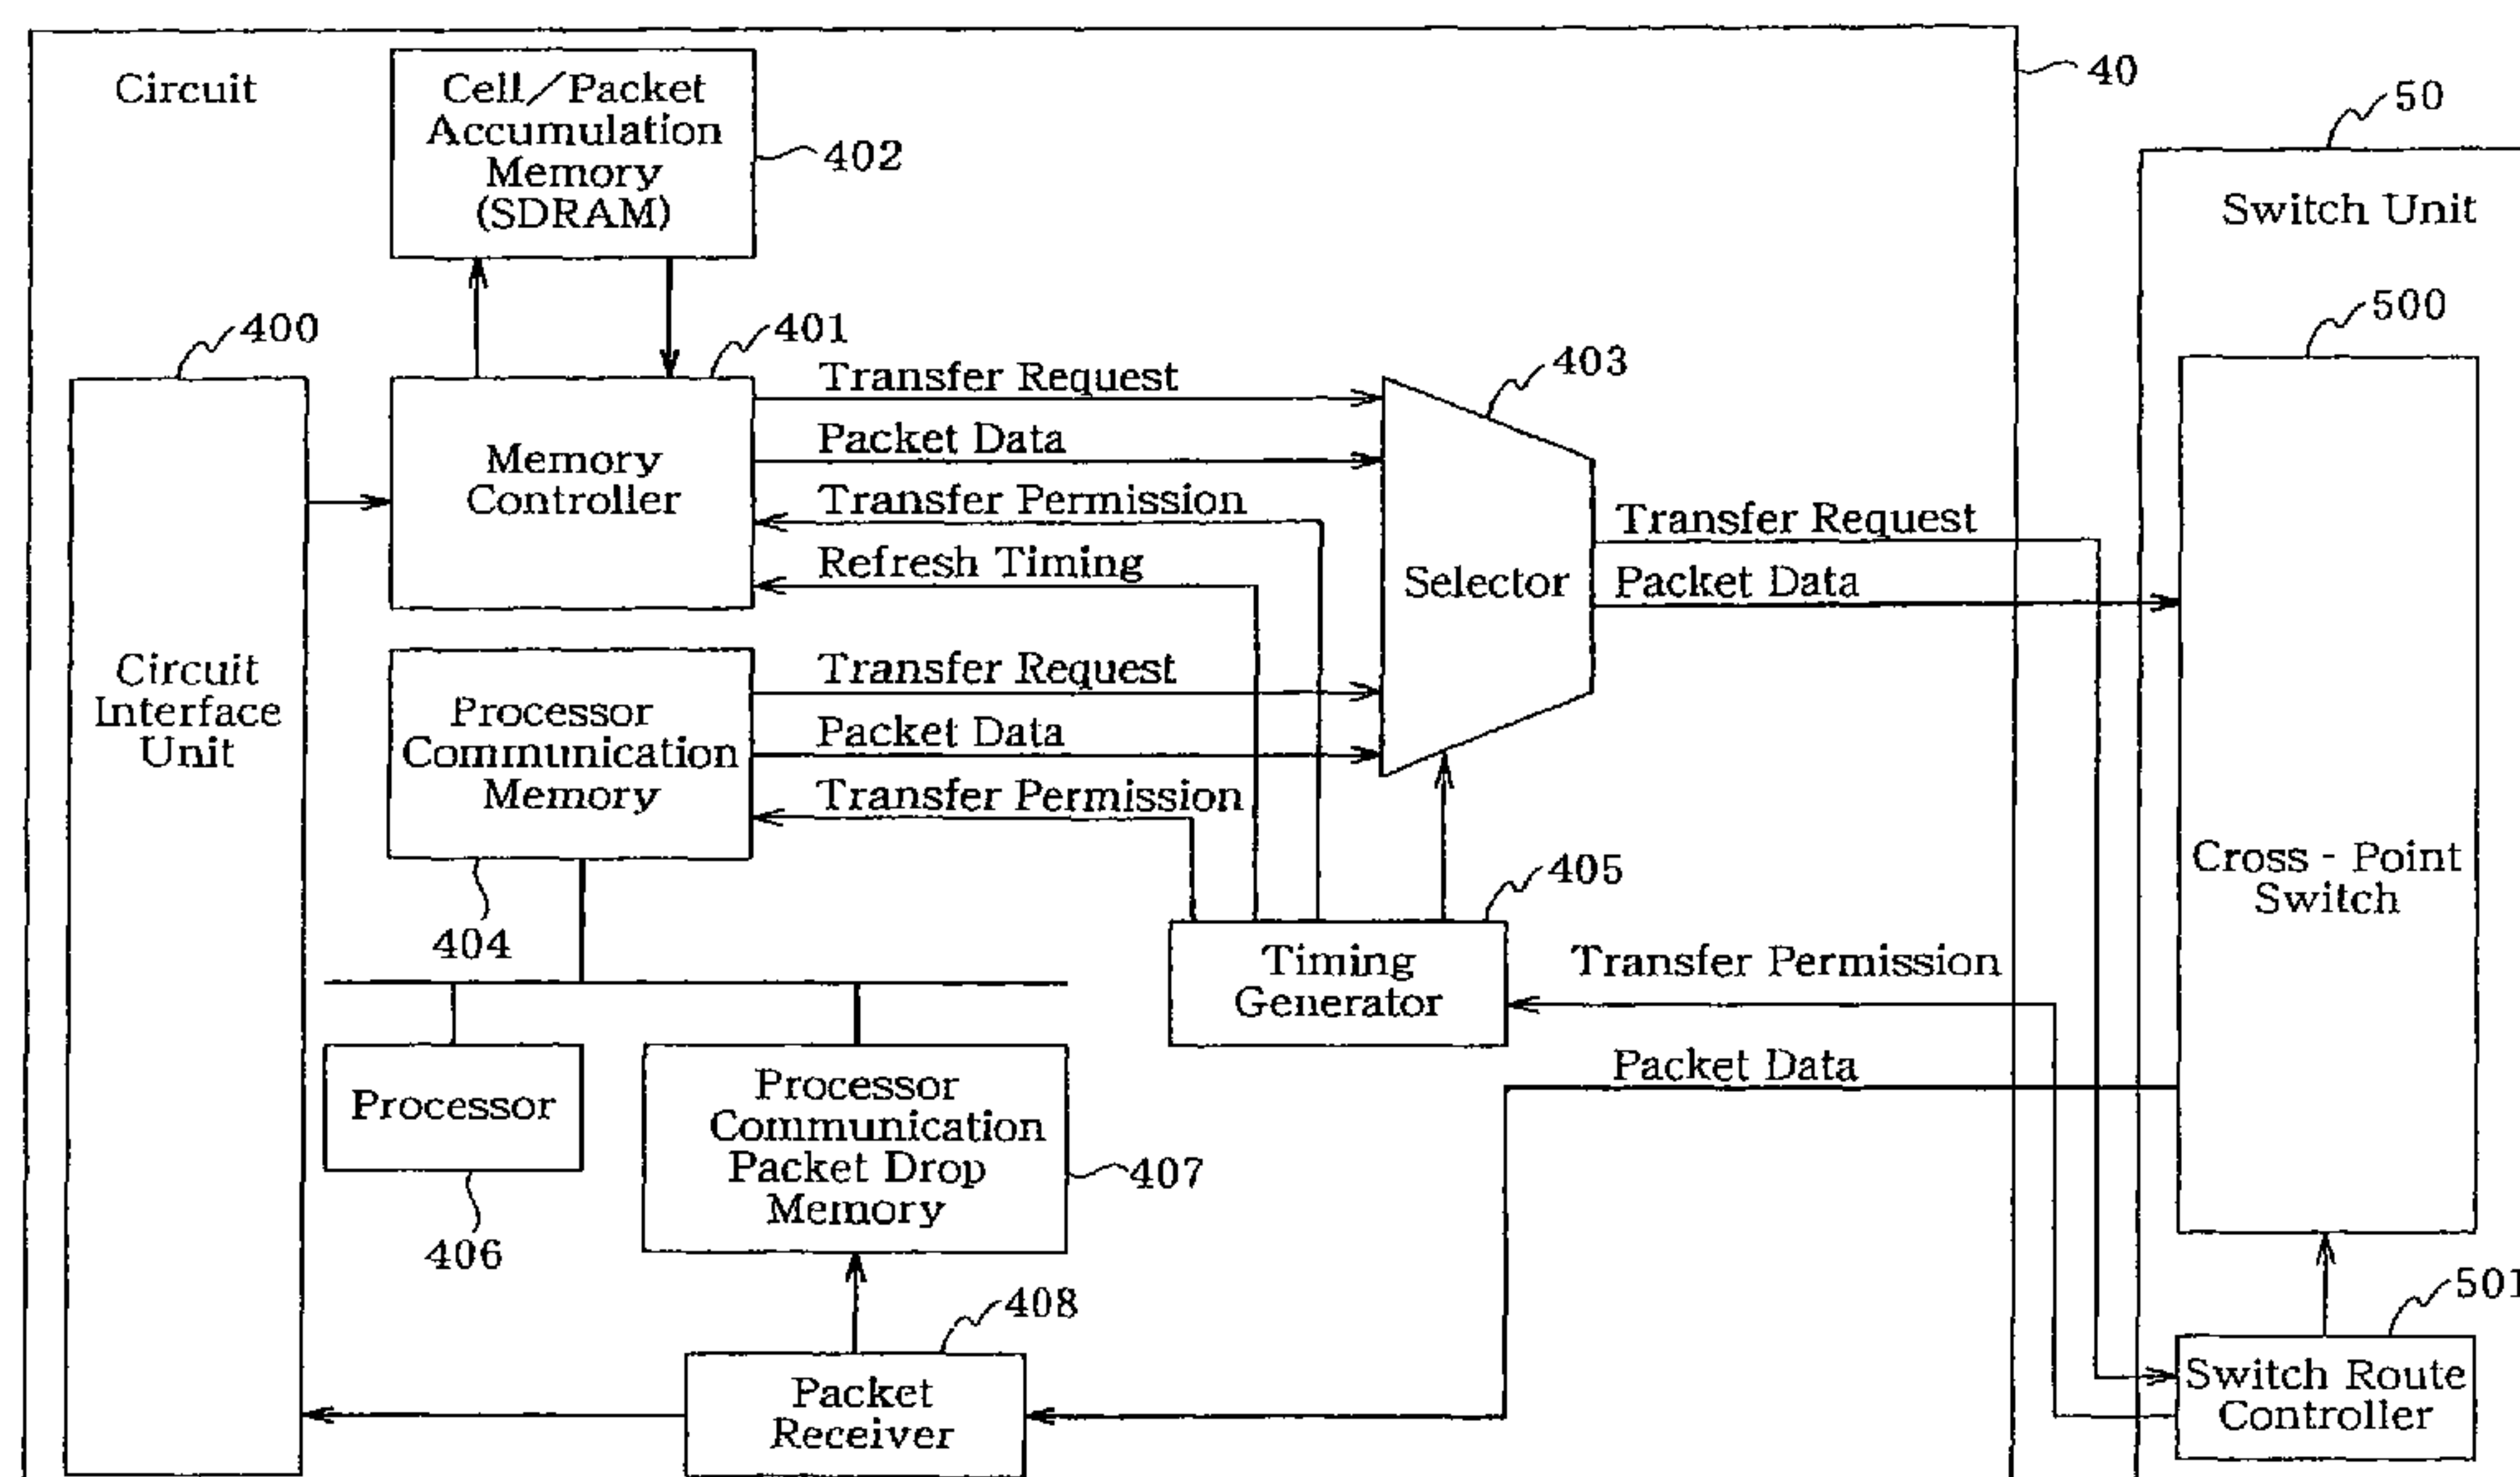 Circuit
Cell/Packet
Accumulation
Memory
(SDRAM)
402
40
50
Switch Unit
400
401
403
500
Circuit
Interface
Unit
Memory
Controller
Transfer Request
Packet Data
Transfer Permission
Refresh Timing
Selector
Transfer Request
Packet Data
Processor
Communication
Memory
Transfer Request
Packet Data
Transfer Permission
404
405
Timing
Generator
Transfer Permission
Packet Data
Cross - Point
Switch
Processor
406
Processor
Communication
Packet Drop
Memory
407
408
Packet
Receiver
501
Switch Route
Controller